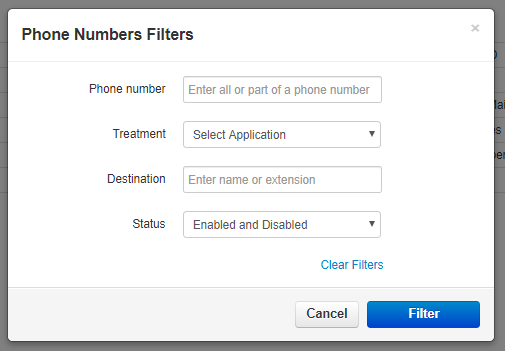 Phone Numbers Filters ×
Phone number Enter all or part of a phone number
Treatment Select Application
Destination Enter name or extension
Status Enabled and Disabled
Clear Filters
Cancel Filter